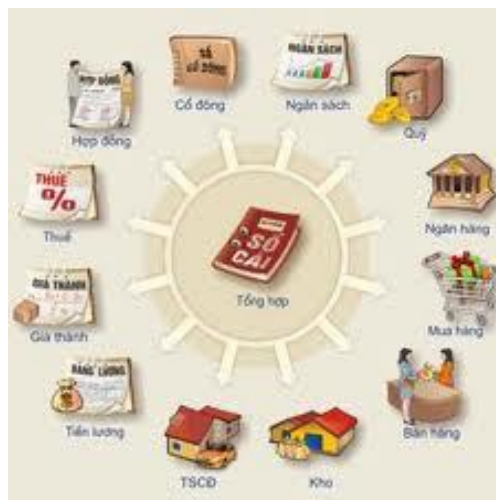 HỢP ĐỒNG
Hợp đồng
SỔ
CỔ ĐÔNG
Cổ đông
NGÂN SÁCH
Ngân sách
Quỹ
THUẾ
%
Thuế
Ngân hàng
SỔ
CÁI
Tổng hợp
GIÁ THÀNH
Giá thành
Mua hàng
BẢNG LƯƠNG
Tiền lương
TSCĐ
Kho
Bán hàng